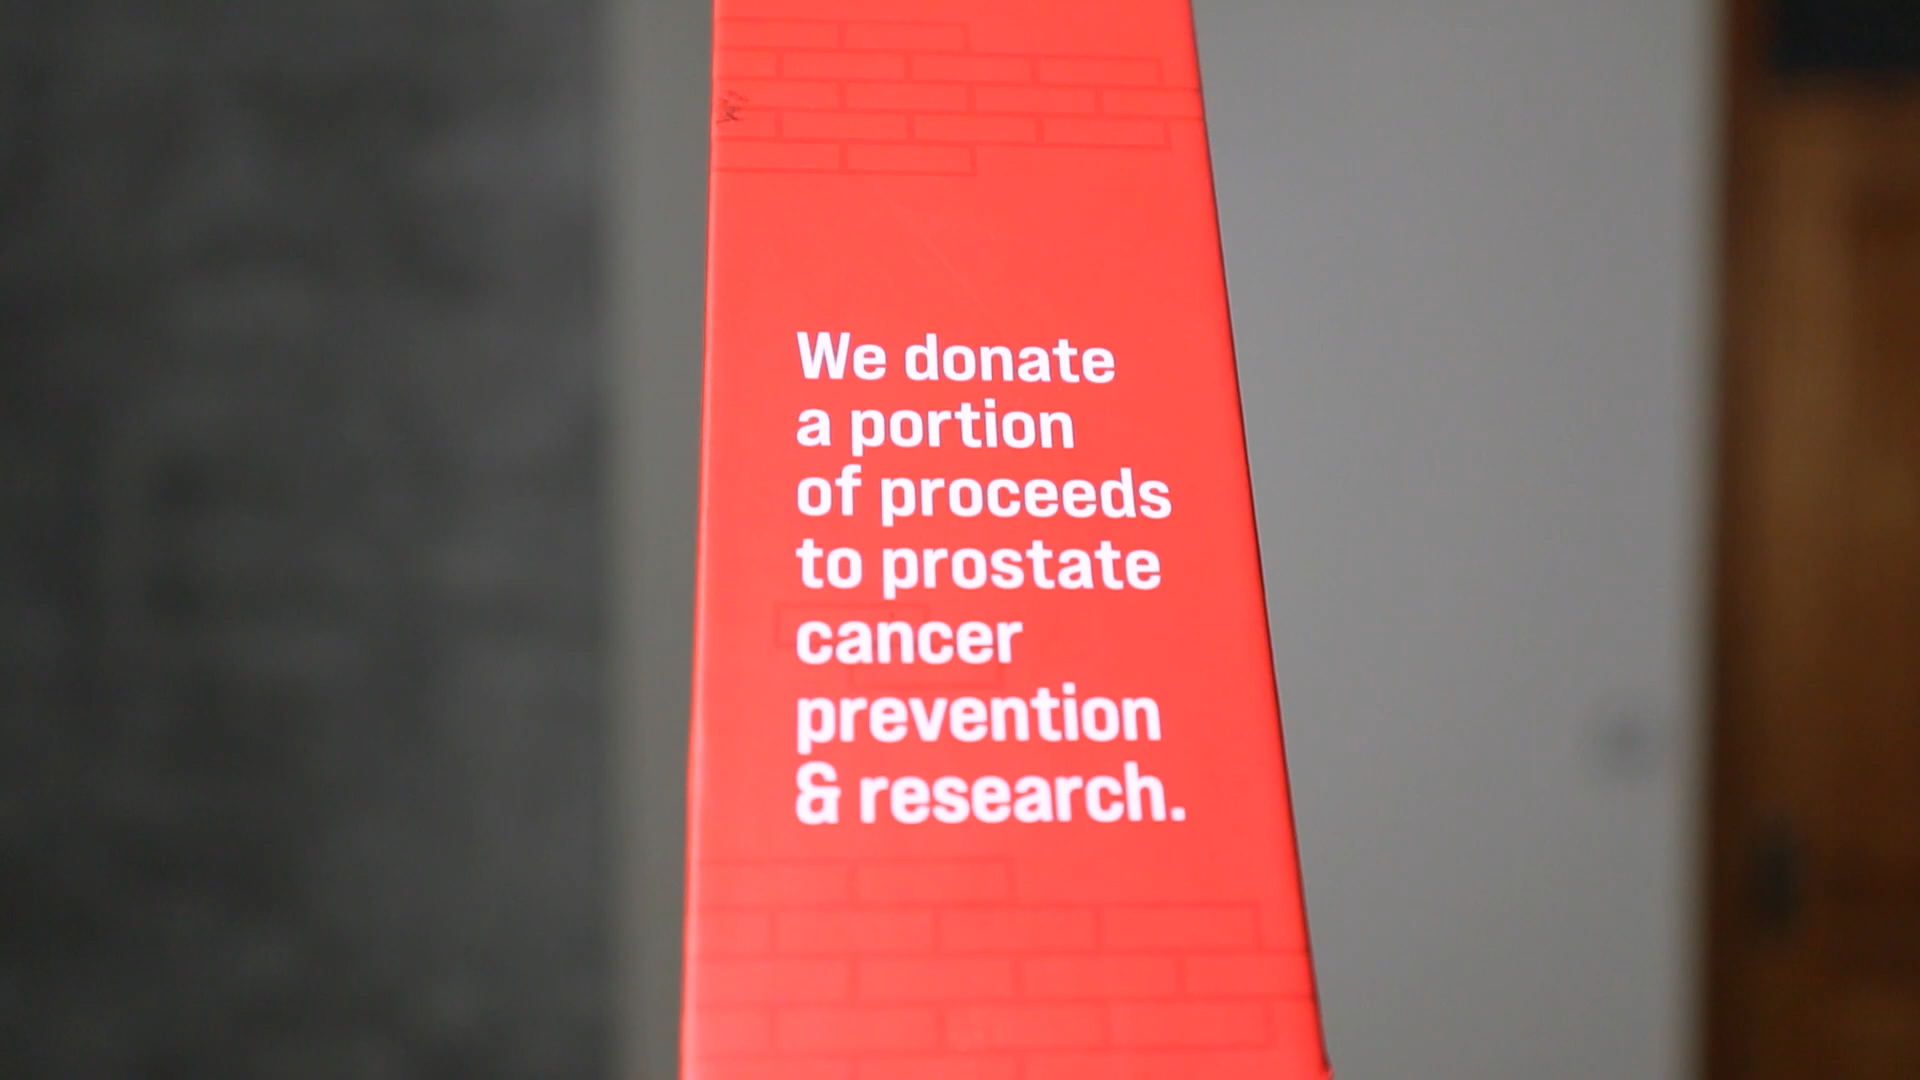 We donate
a portion
of proceeds
to prostate
cancer
prevention
& research.